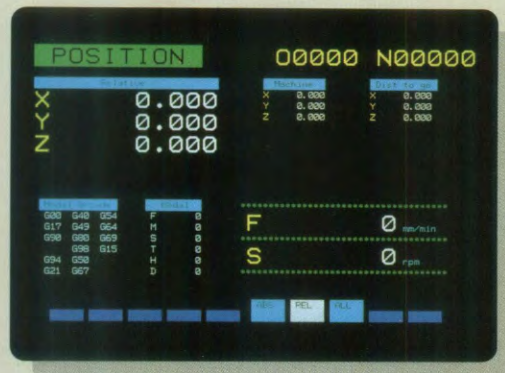 POSITION
O0000 N00000
Relative
X 0.000
Y 0.000
Z 0.000
Machine
X 0.000
Y 0.000
Z 0.000
Dist to go
X 0.000
Y 0.000
Z 0.000
Modal Gcode
G00 G40 G54
G17 G49 G64
G90 G80 G69
G98 G15
G94 G50
G21 G67
Modal
F 0
M 0
S 0
T 0
H 0
D 0
F 0 mm/min
S 0 rpm
ABS REL ALL